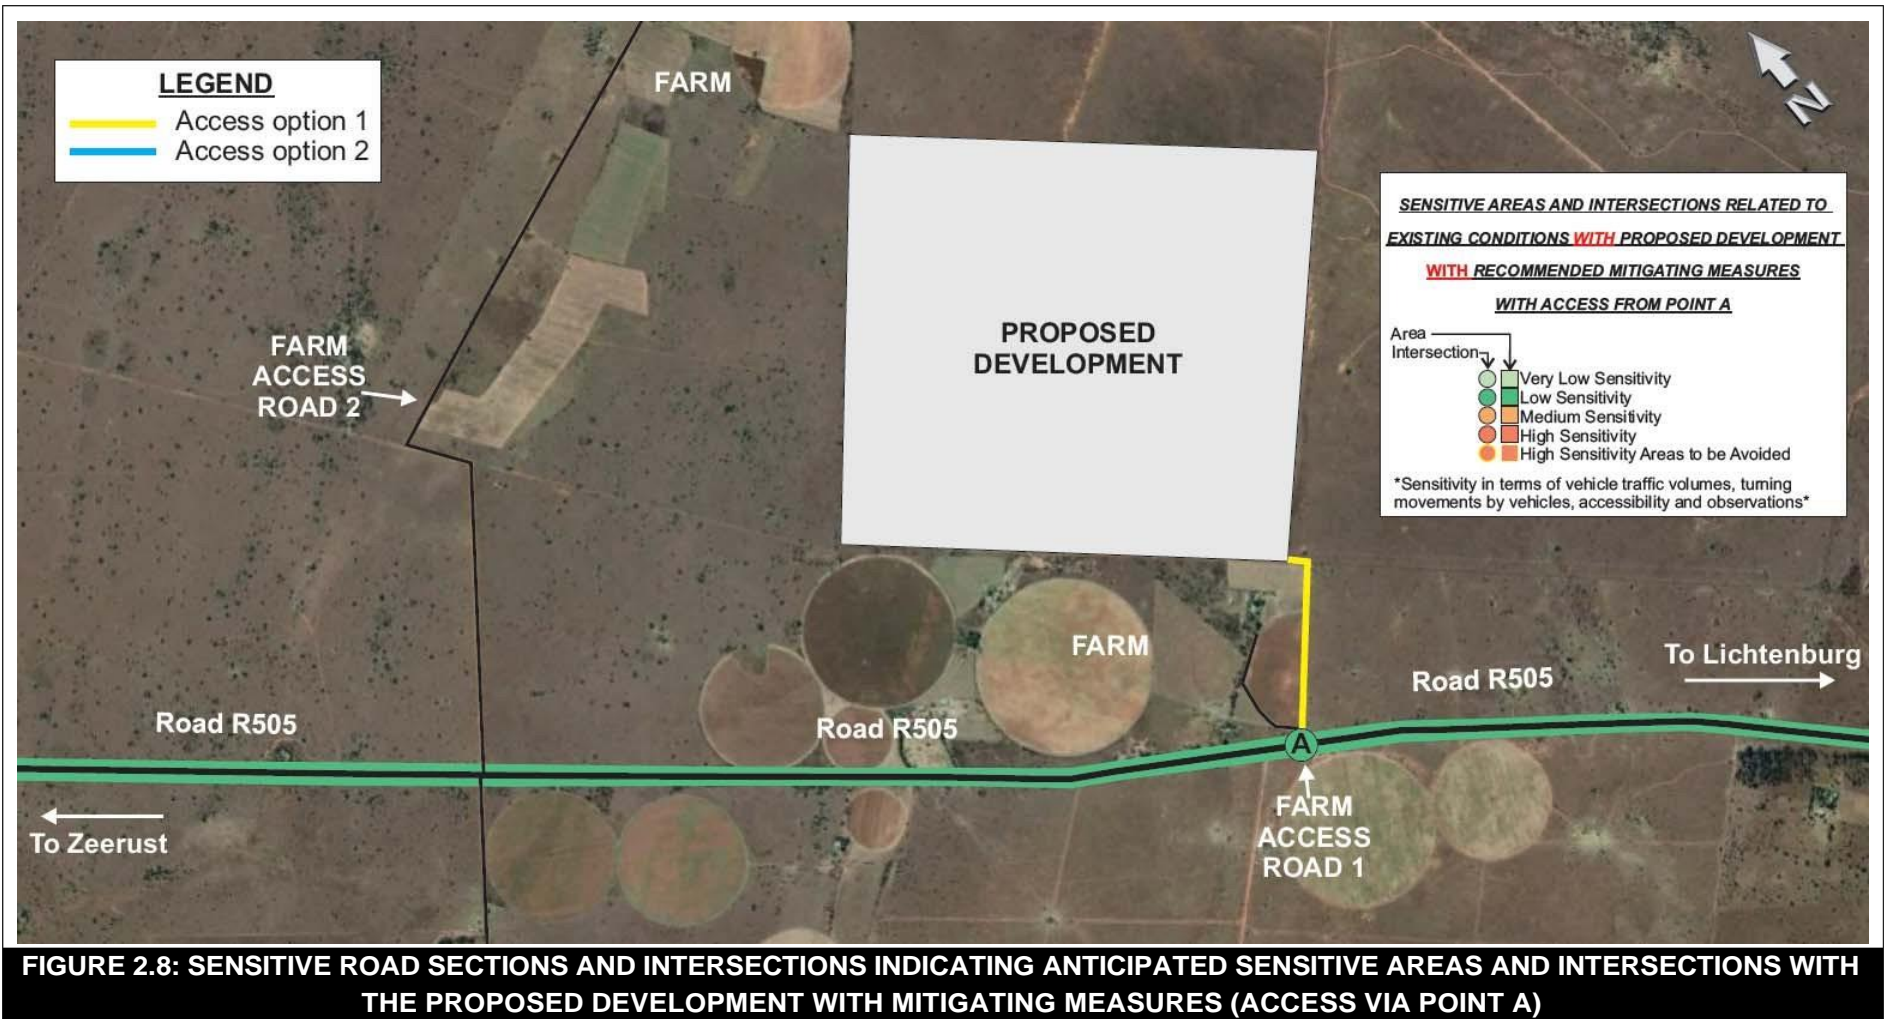 LEGEND
Access option 1
Access option 2
FARM
N
SENSITIVE AREAS AND INTERSECTIONS RELATED TO
EXISTING CONDITIONS WITH PROPOSED DEVELOPMENT
WITH RECOMMENDED MITIGATING MEASURES
WITH ACCESS FROM POINT A
Area
Intersection
Very Low Sensitivity
Low Sensitivity
Medium Sensitivity
High Sensitivity
High Sensitivity Areas to be Avoided
*Sensitivity in terms of vehicle traffic volumes, turning
movements by vehicles, accessibility and observations*
PROPOSED
DEVELOPMENT
FARM
ACCESS
ROAD 2
FARM
To Lichtenburg
Road R505
Road R505
Road R505
A
FARM
ACCESS
ROAD 1
To Zeerust
FIGURE 2.8: SENSITIVE ROAD SECTIONS AND INTERSECTIONS INDICATING ANTICIPATED SENSITIVE AREAS AND INTERSECTIONS WITH
THE PROPOSED DEVELOPMENT WITH MITIGATING MEASURES (ACCESS VIA POINT A)